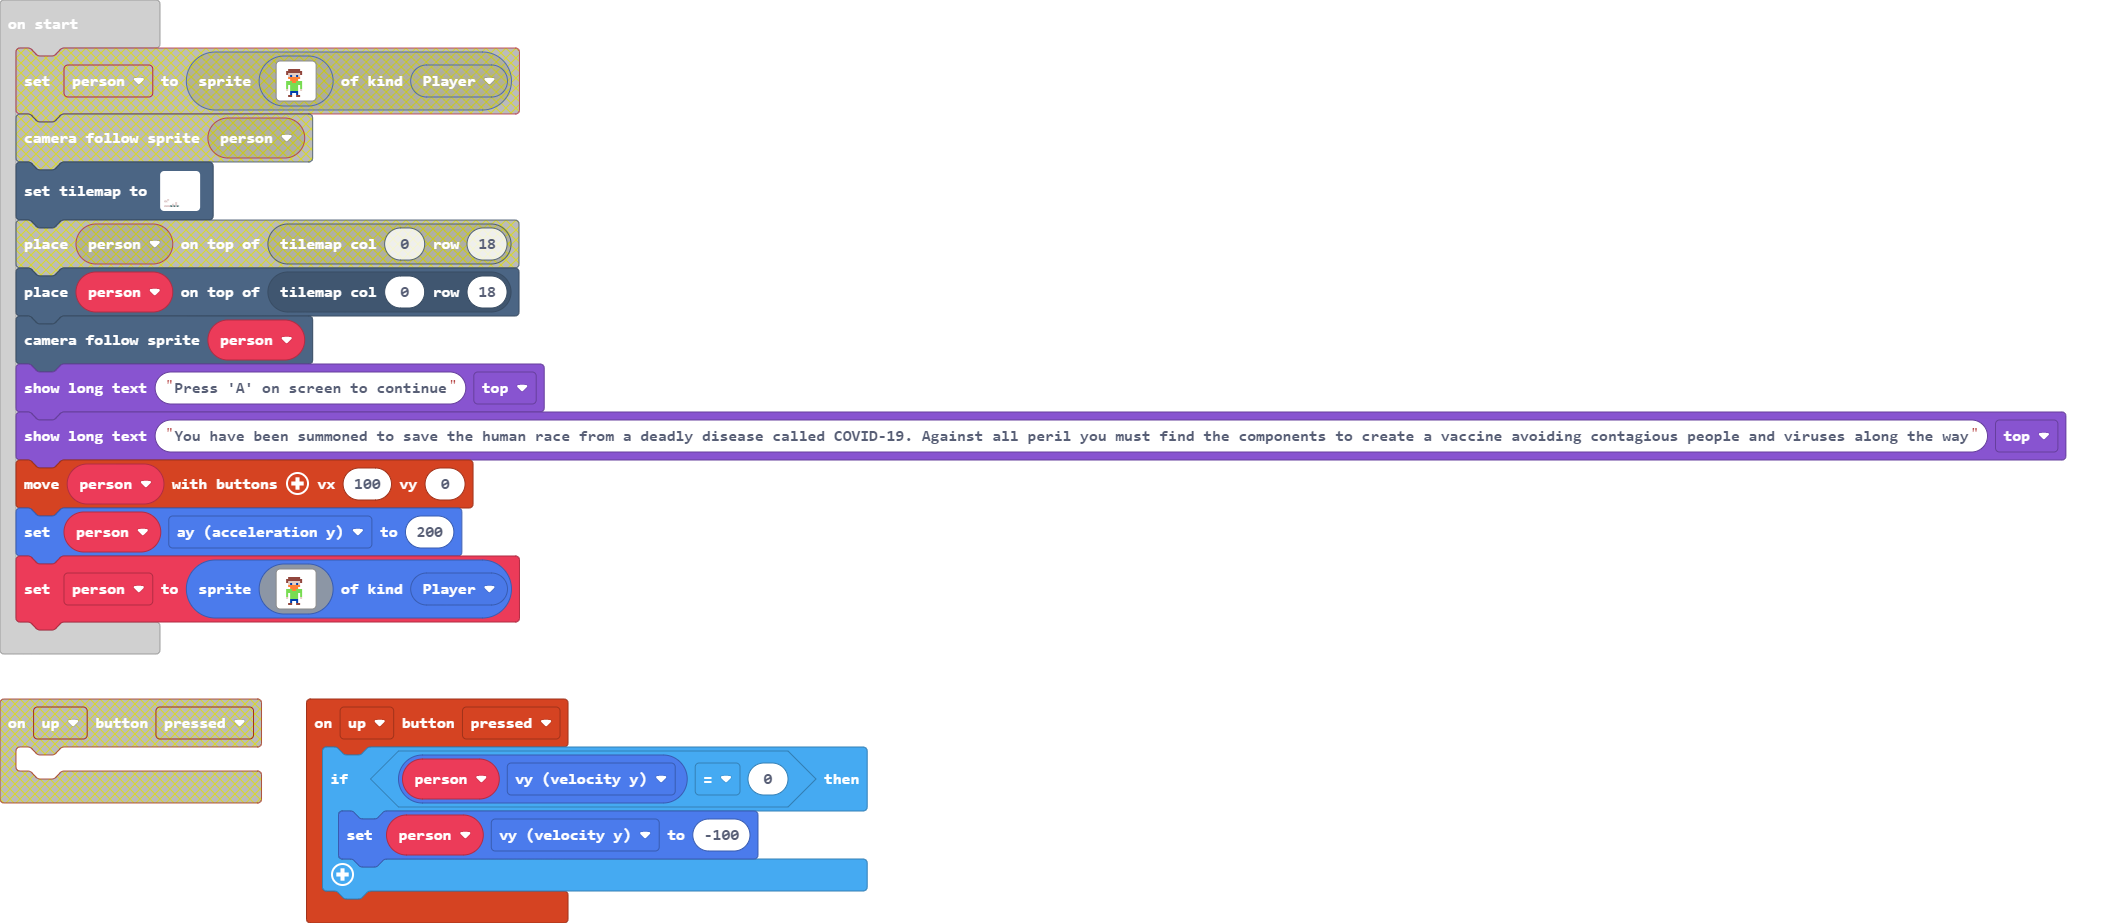 on start
set person to sprite of kind Player
camera follow sprite person
set tilemap to
place person on top of tilemap col 0 row 18
place person on top of tilemap col 0 row 18
camera follow sprite person
show long text "Press 'A' on screen to continue" top
show long text "You have been summoned to save the human race from a deadly disease called COVID-19. Against all peril you must find the components to create a vaccine avoiding contagious people and viruses along the way" top
move person with buttons vx 100 vy 0
set person ay (acceleration y) to 200
set person to sprite of kind Player
on up button pressed
on up button pressed
if person vy (velocity y) = 0 then
set person vy (velocity y) to -100